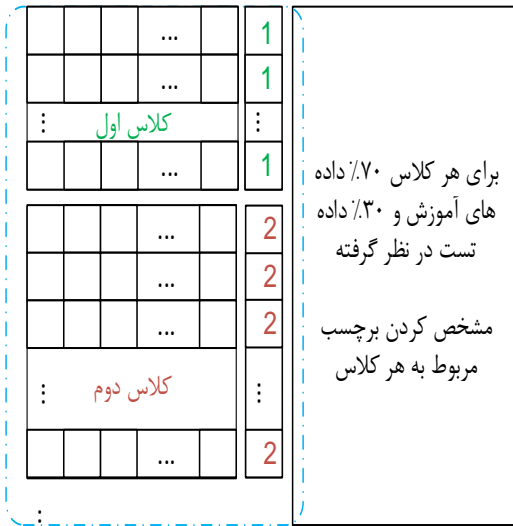 ... 1
... 1
⋮ کلاس اول ⋮
... 1
... 2
... 2
... 2
⋮ کلاس دوم ⋮
... 2
⋮
برای هر کلاس ۷۰٪ داده
های آموزش و ۳۰٪ داده
تست در نظر گرفته
مشخص کردن برچسب
مربوط به هر کلاس